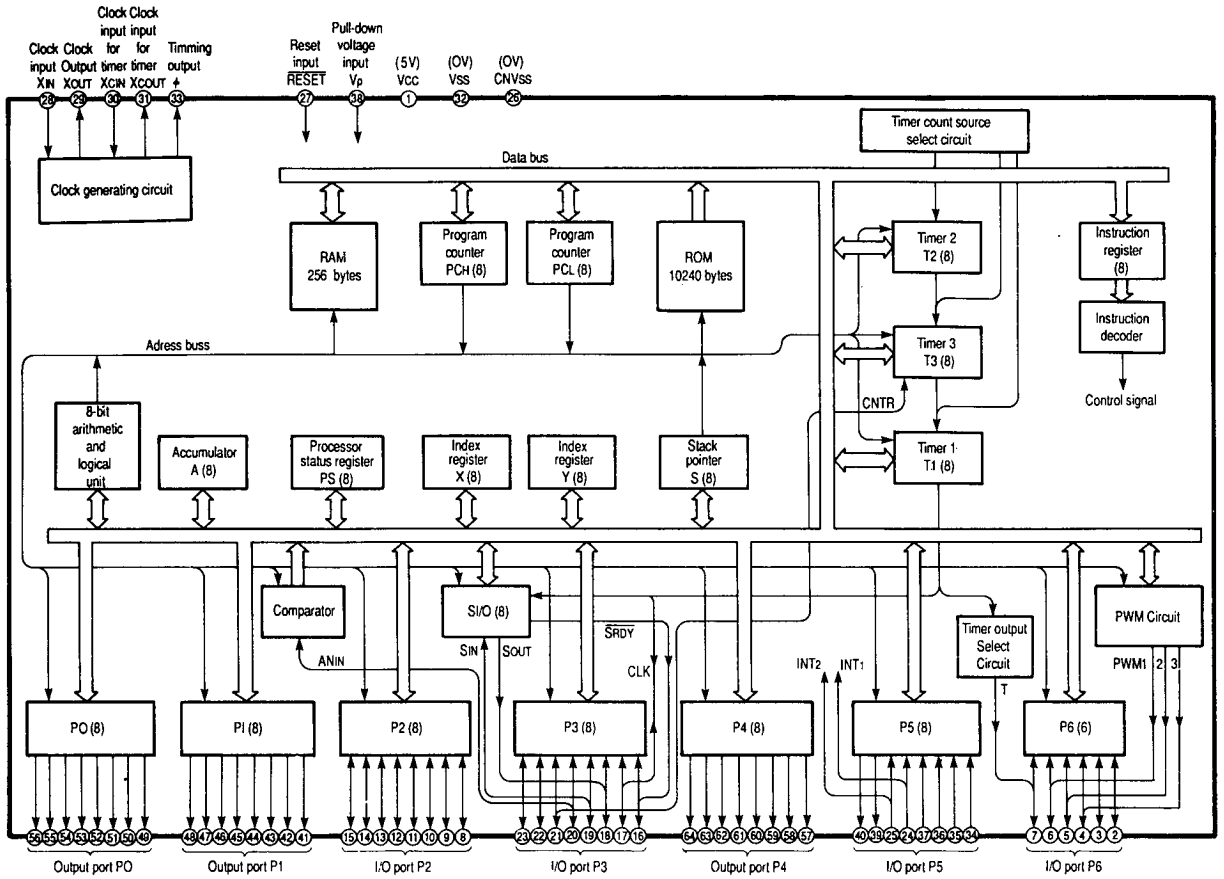 Clock input XIN
Clock Output XOUT
Clock input for timer XCIN
Clock input for timer XCOUT
Timming output ϕ
Reset input RESET
Pull-down voltage input VP
(5V) VCC
(OV) VSS
(OV) CNVSS
28 29 30 31 33 27 38 1 32 26
Clock generating circuit
Timer count source select circuit
Data bus
RAM 256 bytes
Program counter PCH (8)
Program counter PCL (8)
ROM 10240 bytes
Timer 2 T2 (8)
Instruction register (8)
Adress buss
Timer 3 T3 (8)
Instruction decoder
CNTR
Control signal
8-bit arithmetic and logical unit
Accumulator A (8)
Processor status register PS (8)
Index register X (8)
Index register Y (8)
Stack pointer S (8)
Timer 1 T1 (8)
Comparator
SI/O (8)
PWM Circuit
Timer output Select Circuit
ANIN
SIN
SOUT
SRDY
CLK
INT2
INT1
T
PWM1 2 3
PO (8)
PI (8)
P2 (8)
P3 (8)
P4 (8)
P5 (8)
P6 (6)
56 55 54 53 52 51 50 49
48 47 46 45 44 43 42 41
15 14 13 12 11 10 9 8
23 22 21 20 19 18 17 16
64 63 62 61 60 59 58 57
40 39 25 24 37 36 35 34
7 6 5 4 3 2
Output port PO
Output port P1
I/O port P2
I/O port P3
Output port P4
I/O port P5
I/O port P6